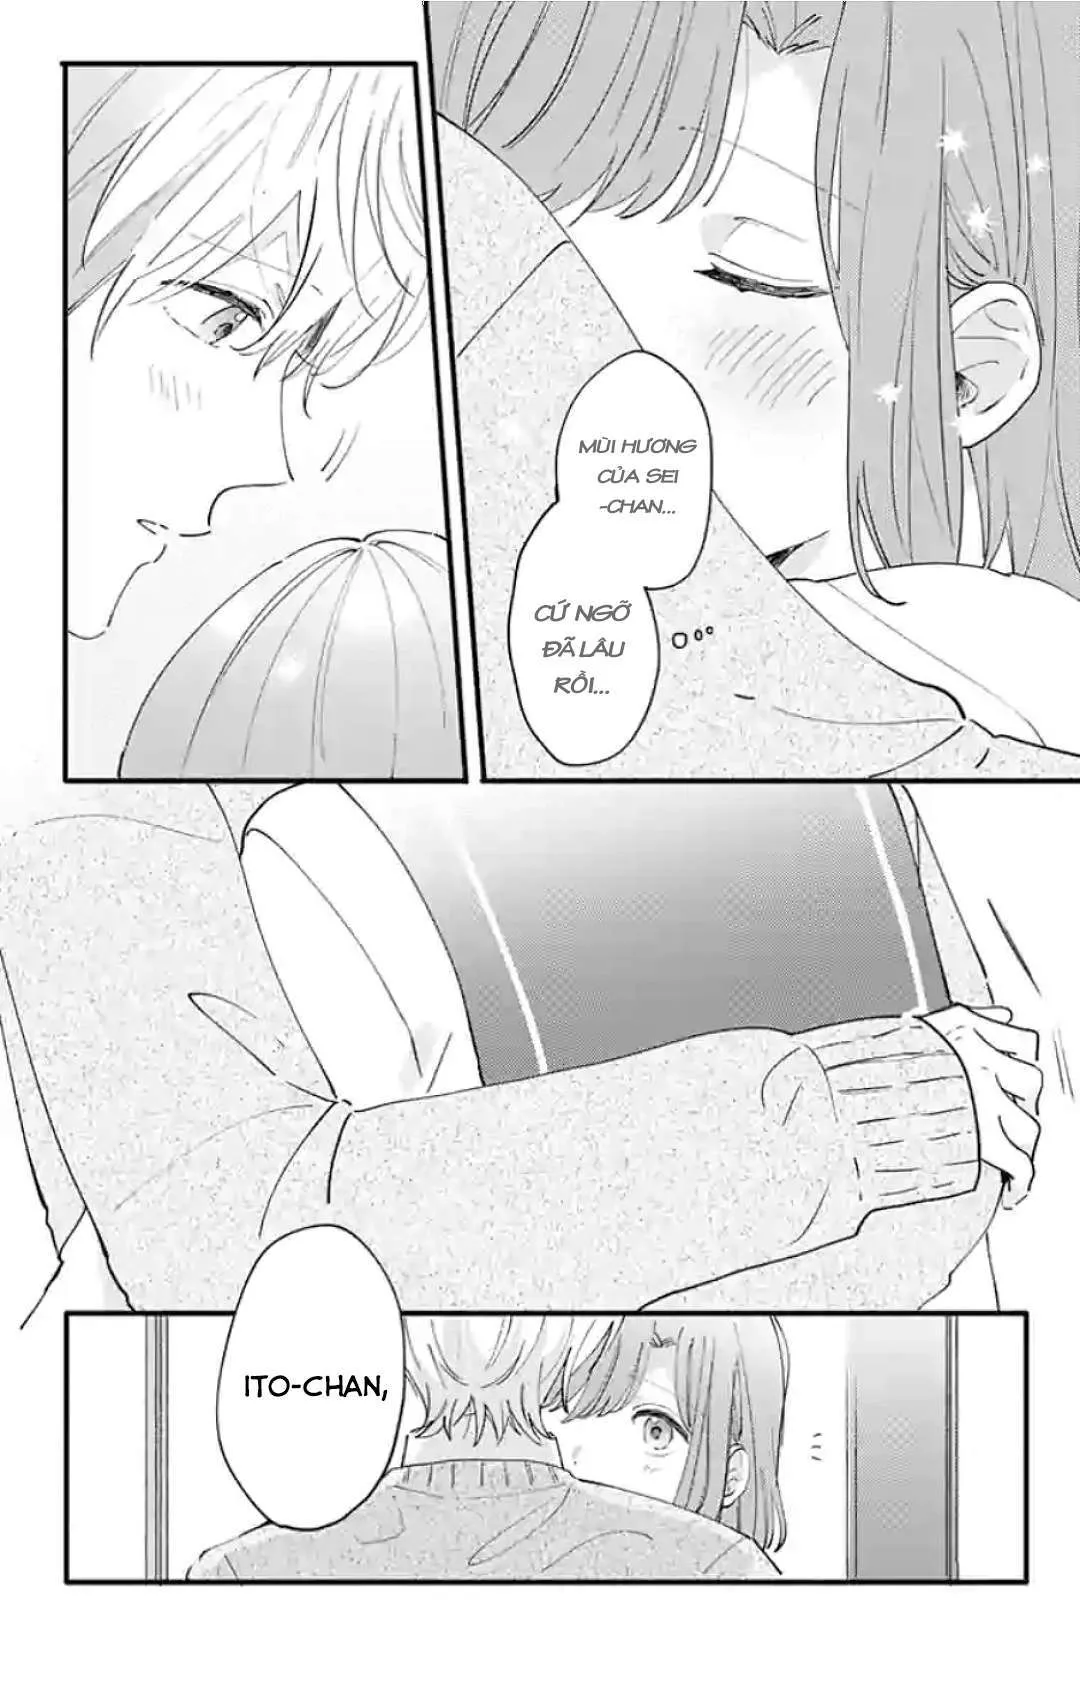 MÙI HƯƠNG
CỦA SEI
-CHAN...
CỨ NGỠ
ĐÃ LÂU
RỒI...
ITO-CHAN,